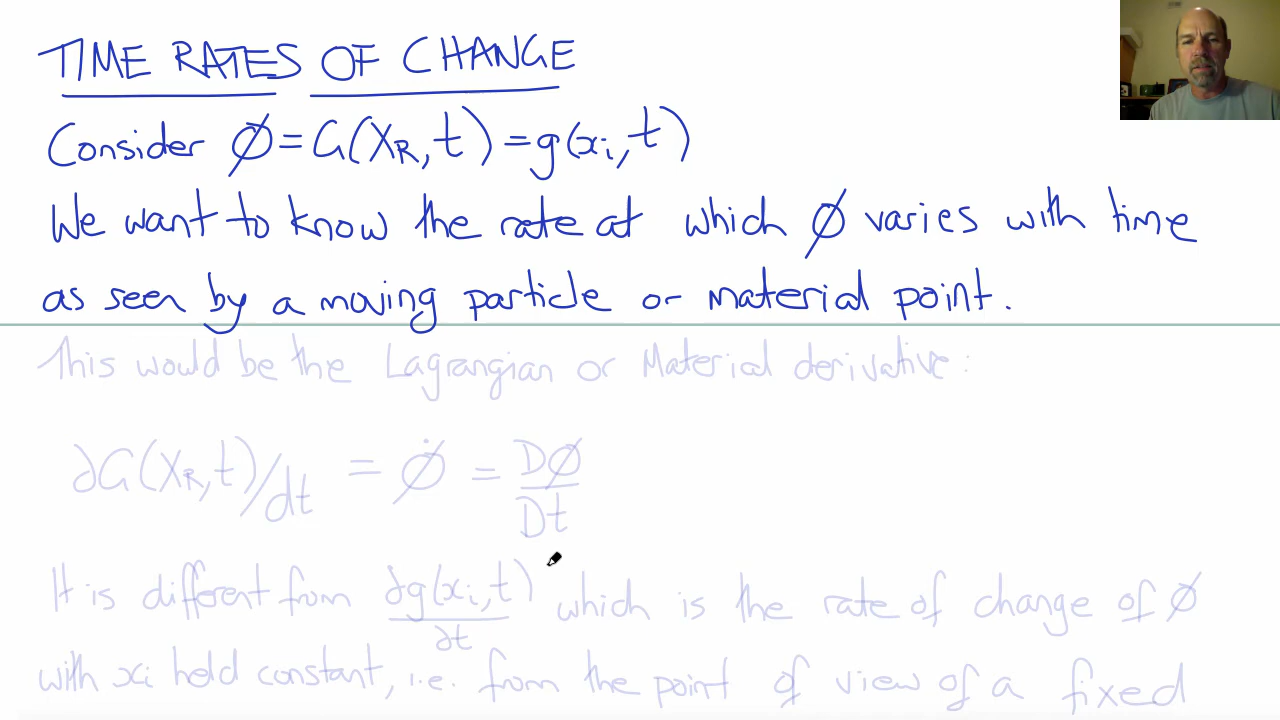 TIME RATES OF CHANGE
Consider ø = G(X_R, t) = g(x_i, t)
We want to know the rate at which ø varies with time
as seen by a moving particle or material point.
This would be the Lagrangian or Material derivative:
∂G(X_R, t)/dt = ø̇ = Dø/Dt
It is different from ∂g(x_i, t)/∂t which is the rate of change of ø
with x_i held constant, i.e. from the point of view of a fixed